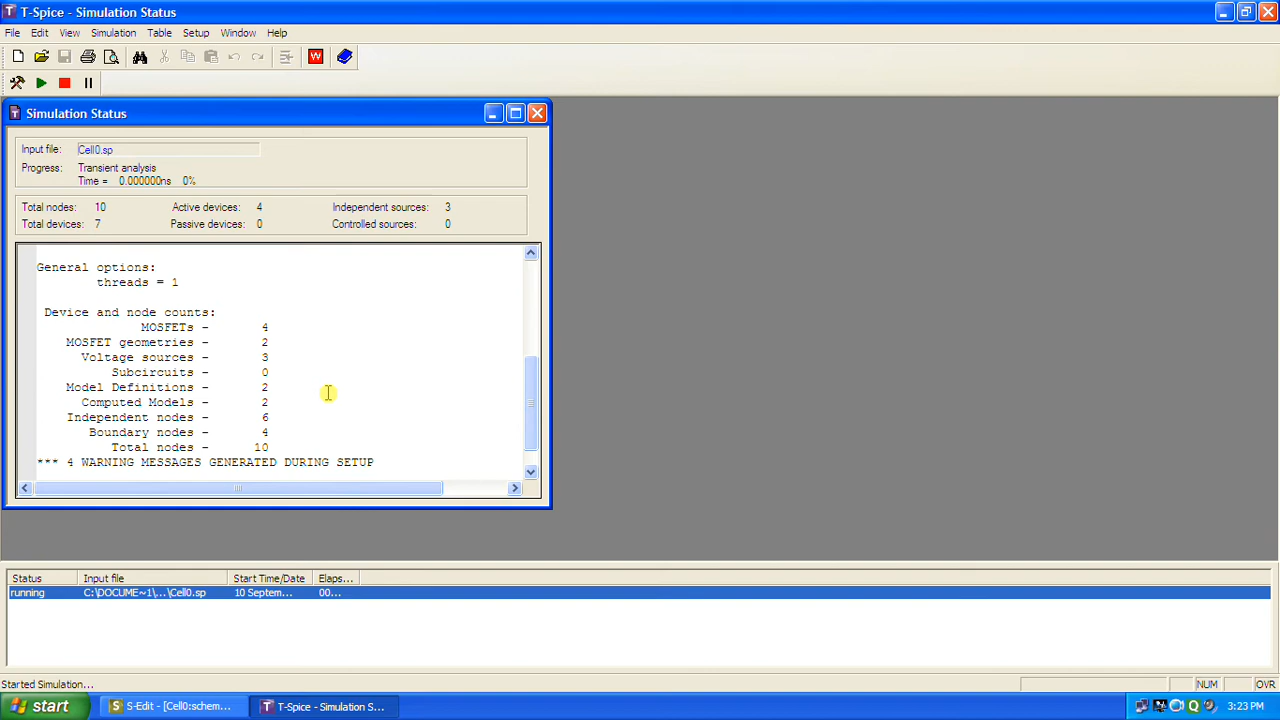 T-Spice - Simulation Status
File Edit View Simulation Table Setup Window Help
Simulation Status
Input file: Cell0.sp
Progress: Transient analysis
Time = 0.000000ns 0%
Total nodes: 10 Active devices: 4 Independent sources: 3
Total devices: 7 Passive devices: 0 Controlled sources: 0
General options:
threads = 1
Device and node counts:
MOSFETs - 4
MOSFET geometries - 2
Voltage sources - 3
Subcircuits - 0
Model Definitions - 2
Computed Models - 2
Independent nodes - 6
Boundary nodes - 4
Total nodes - 10
*** 4 WARNING MESSAGES GENERATED DURING SETUP
Status Input file Start Time/Date Elaps...
running C:\DOCUME~1\...\Cell0.sp 10 Septem... 00...
Started Simulation... NUM OVR
start S-Edit - [Cell0:schem... T-Spice - Simulation S... 3:23 PM